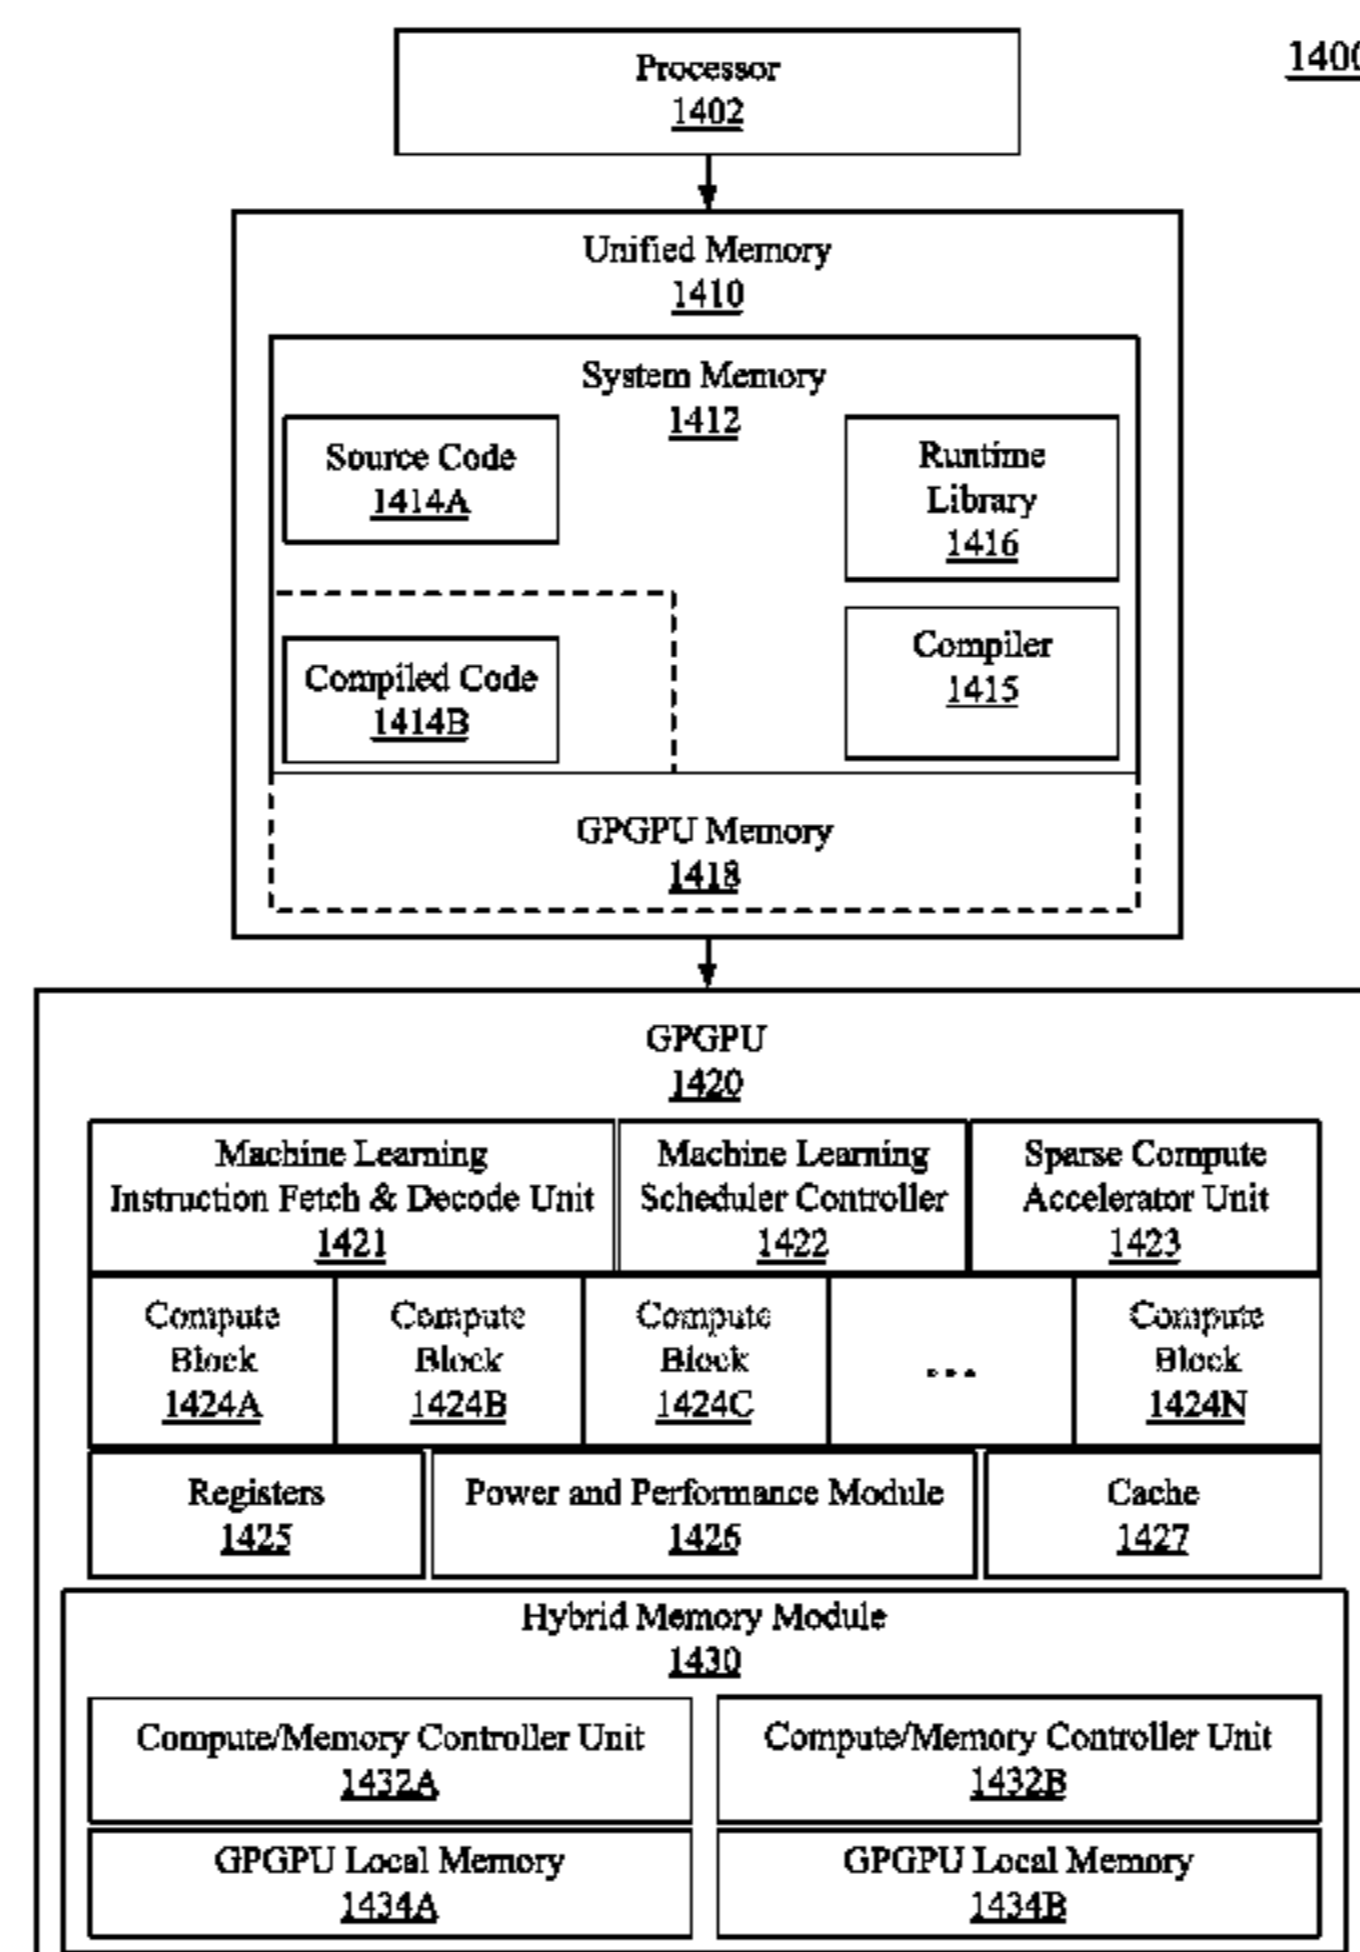 1400
Processor
1402
Unified Memory
1410
System Memory
1412
Source Code
1414A
Runtime
Library
1416
Compiled Code
1414B
Compiler
1415
GPGPU Memory
1418
GPGPU
1420
Machine Learning
Instruction Fetch & Decode Unit
1421
Machine Learning
Scheduler Controller
1422
Sparse Compute
Accelerator Unit
1423
Compute
Block
1424A
Compute
Block
1424B
Compute
Block
1424C
...
Compute
Block
1424N
Registers
1425
Power and Performance Module
1426
Cache
1427
Hybrid Memory Module
1430
Compute/Memory Controller Unit
1432A
Compute/Memory Controller Unit
1432B
GPGPU Local Memory
1434A
GPGPU Local Memory
1434B